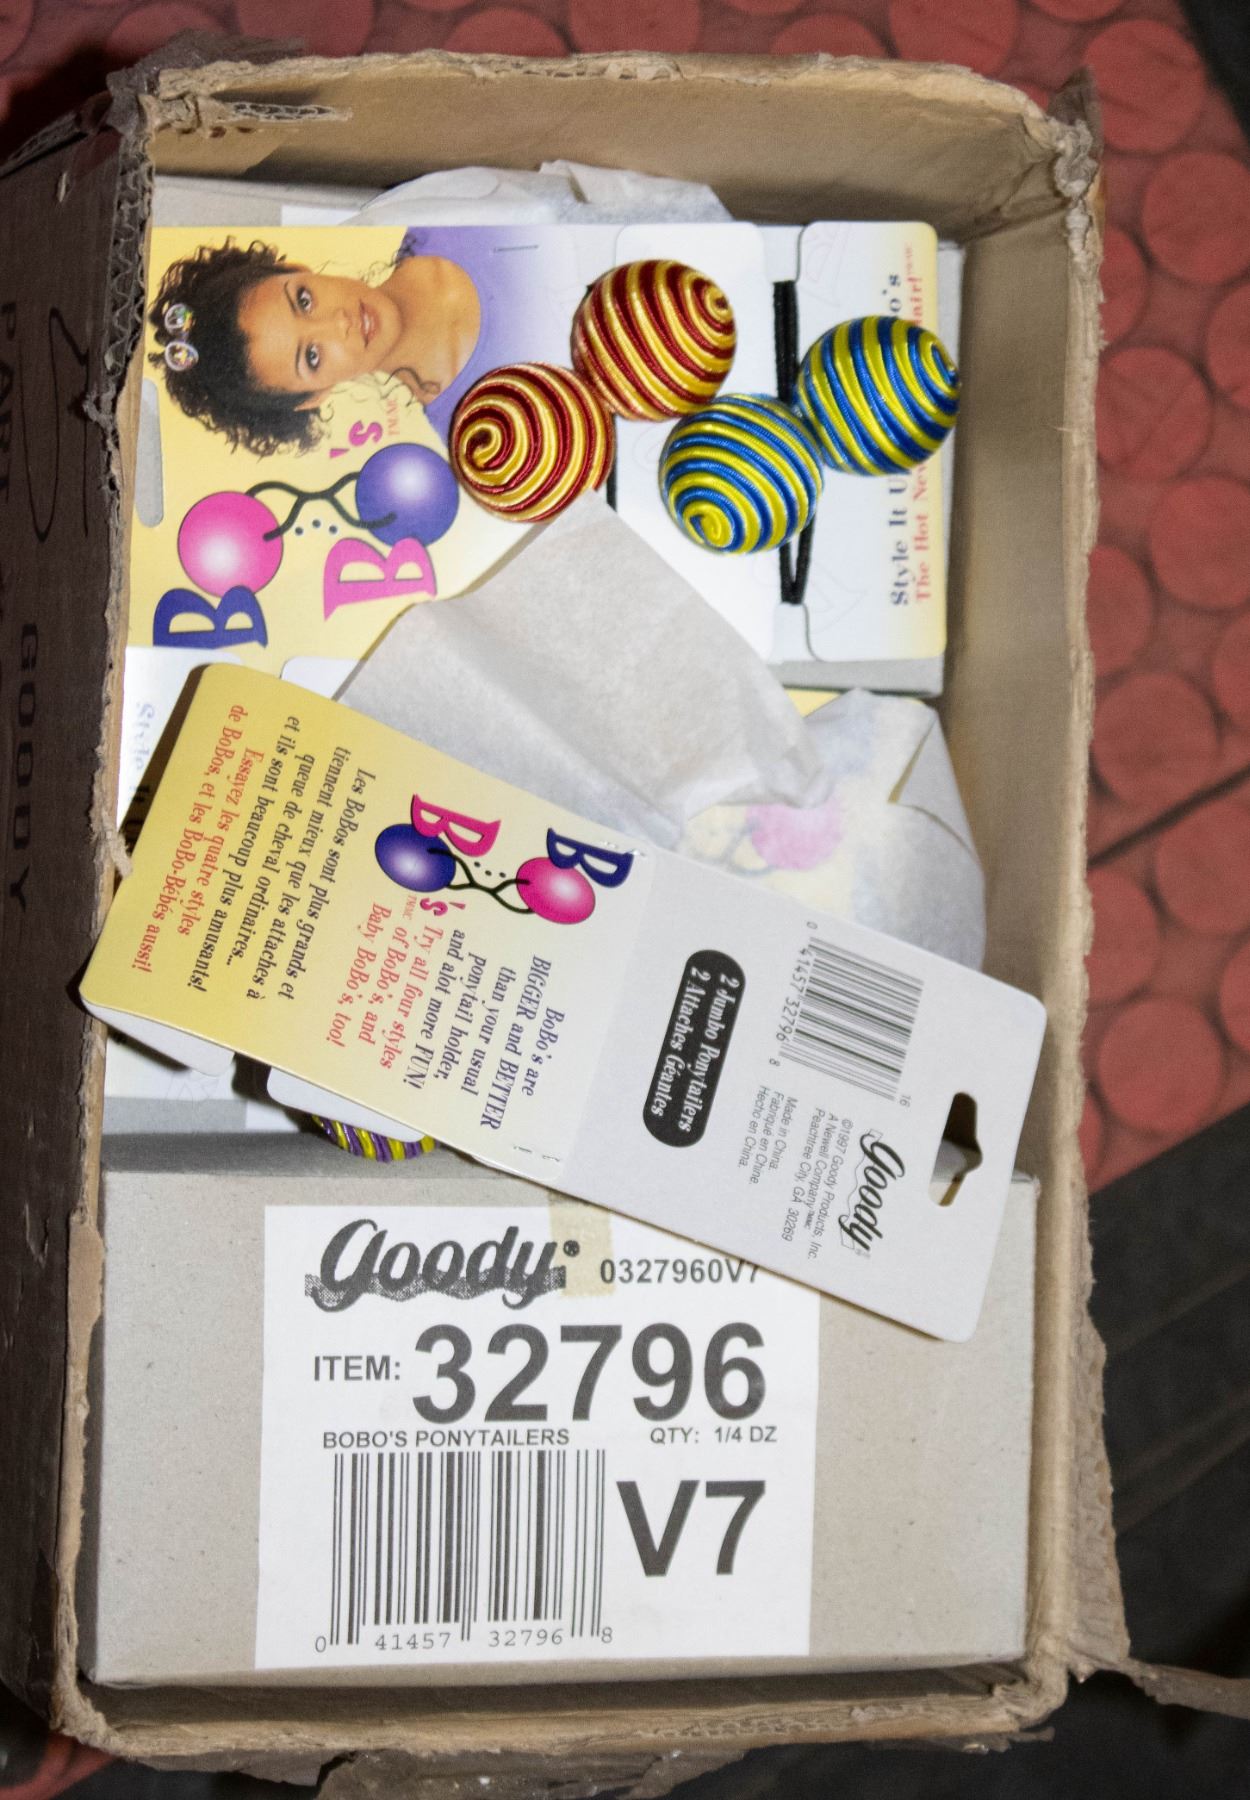 BoBo's
Style It U
The Hot New
o's
Hair!
GOODY
Les BoBos sont plus grandes et
tiennent mieux que les attaches à
queue de cheval ordinaires...
et ils sont beaucoup plus amusants!
Essayez les quatre styles
de BoBos, et les BoBo-Bébés aussi!
BoBo's
BoBo's are
BIGGER and BETTER
than your usual
ponytail holder,
and alot more FUN!
Try all four styles
of BoBo's, and
Baby BoBo's, too!
2 Jumbo Ponytailers
2 Attaches Géantes
0 41457 32796 8
16
Made in China.
Fabriqué en Chine.
Hecho en China.
©1997 Goody Products, Inc.
A Newell Company
Peachtree City, GA 30269
Goody
Goody® 0327960V7
ITEM: 32796
BOBO'S PONYTAILERS QTY: 1/4 DZ
V7
0 41457 32796 8